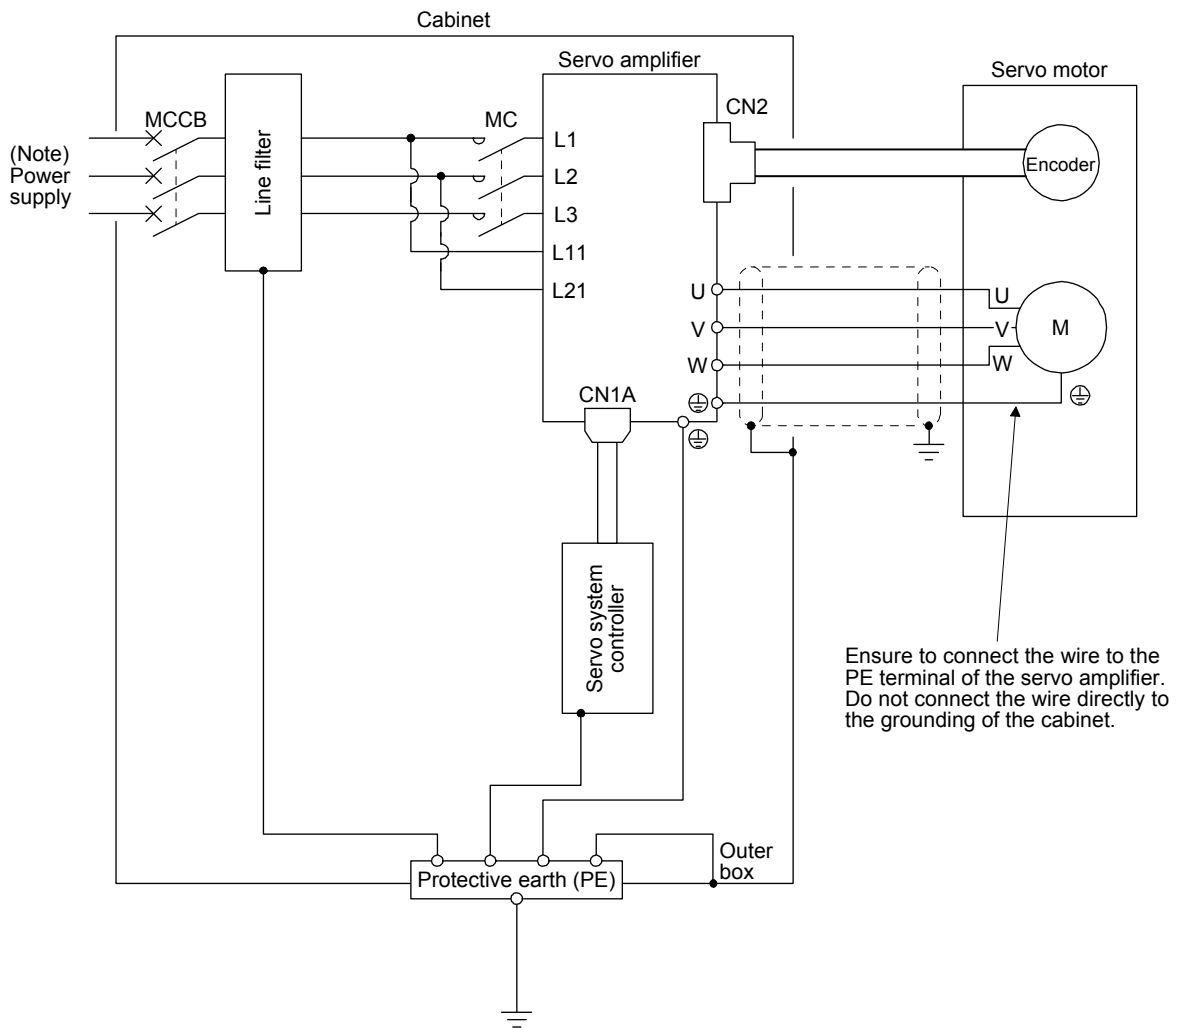 Cabinet
Servo amplifier
Servo motor
MCCB
MC
CN2
(Note)
Power
supply
Line filter
L1
L2
L3
L11
L21
Encoder
U
V
W
U
V
W
M
CN1A
Servo system
controller
Ensure to connect the wire to the
PE terminal of the servo amplifier.
Do not connect the wire directly to
the grounding of the cabinet.
Outer
box
Protective earth (PE)